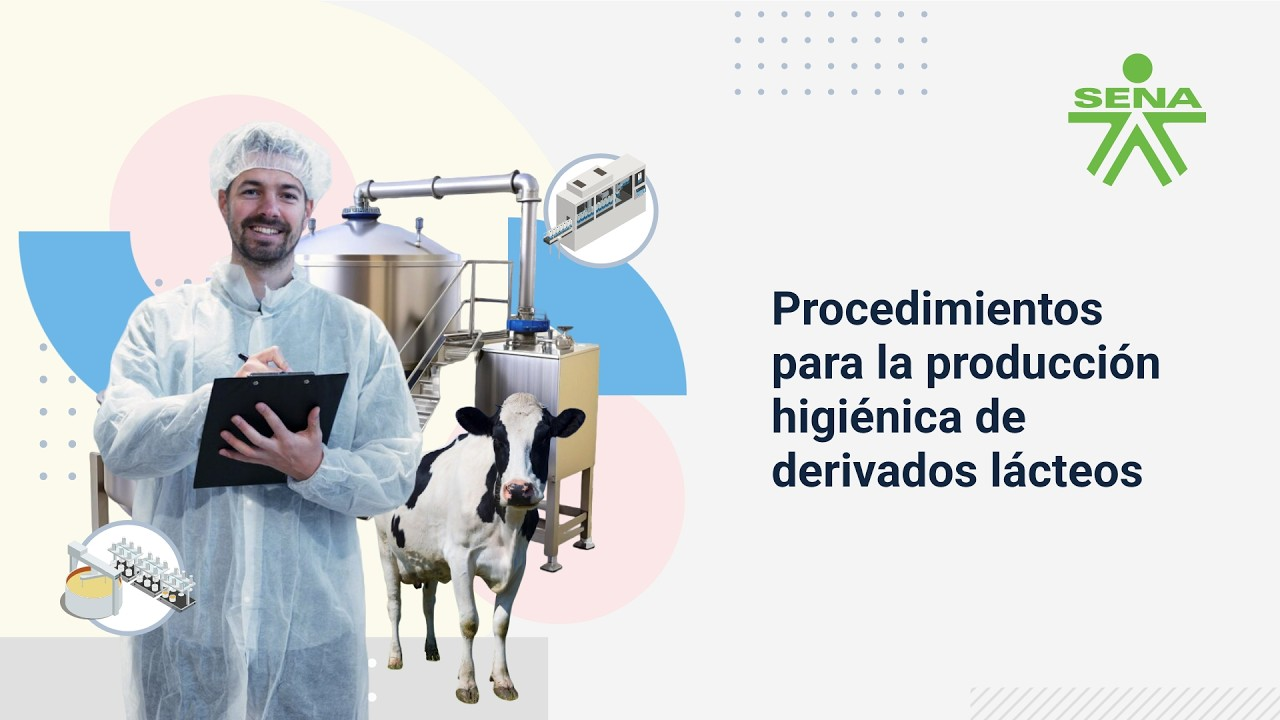 SENA
Procedimientos
para la producción
higiénica de
derivados lácteos